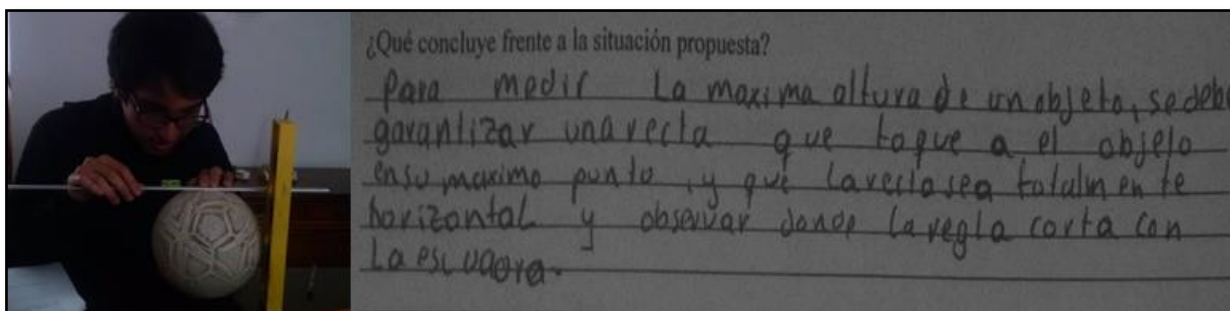 ¿Qué concluye frente a la situación propuesta?
Para medir La maxima altura de un objeto, se debe
garantizar una recta que toque a el objeto
en su maximo punto, y que la recta sea totalmente
horizontal y observar donde la regla corta con
La escuadra.